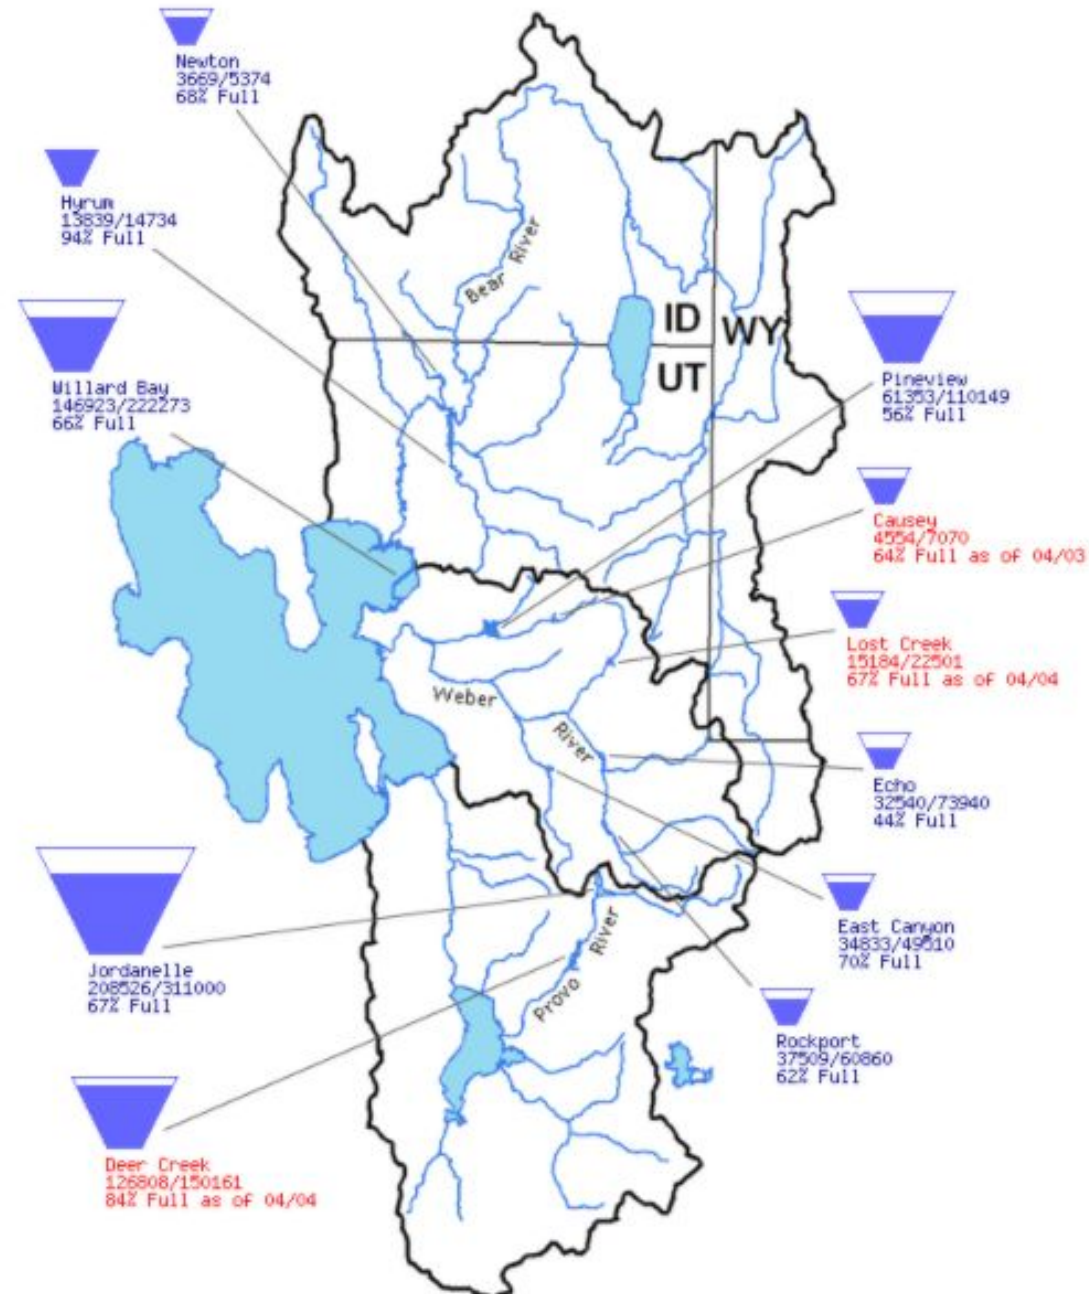 Newton
3669/5374
68% Full
Hyrum
13839/14734
94% Full
Bear River
ID
WY
UT
Willard Bay
146923/222273
66% Full
Pineview
61353/110149
56% Full
Causey
4554/7070
64% Full as of 04/03
Lost Creek
15184/22501
67% Full as of 04/04
Weber
River
Echo
32540/73940
44% Full
East Canyon
34833/49510
70% Full
Jordanelle
208526/311000
67% Full
Provo River
Rockport
37509/60860
62% Full
Deer Creek
126808/150161
84% Full as of 04/04